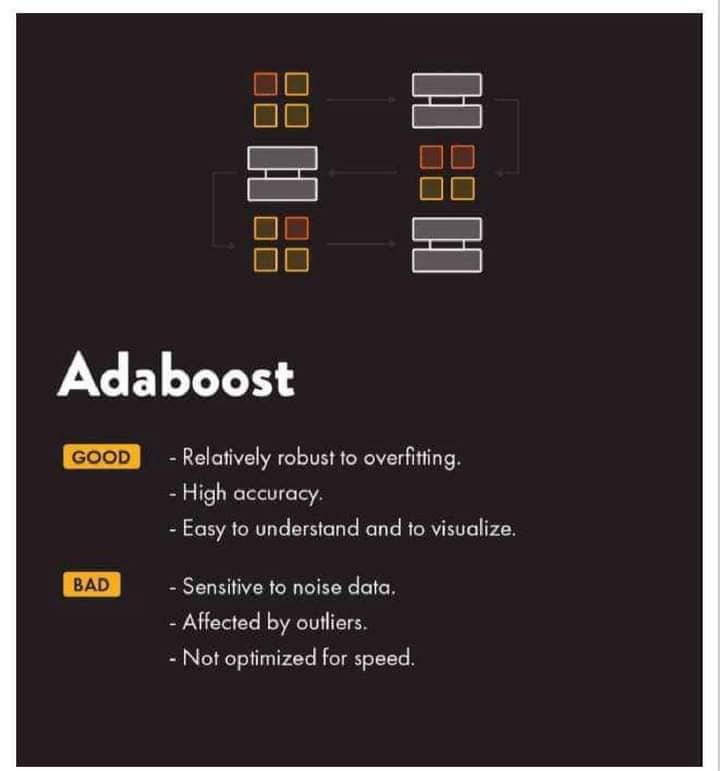 Adaboost
GOOD - Relatively robust to overfitting.
- High accuracy.
- Easy to understand and to visualize.
BAD - Sensitive to noise data.
- Affected by outliers.
- Not optimized for speed.